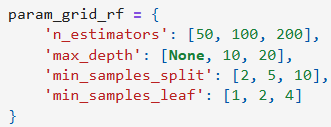 param_grid_rf = {
    'n_estimators': [50, 100, 200],
    'max_depth': [None, 10, 20],
    'min_samples_split': [2, 5, 10],
    'min_samples_leaf': [1, 2, 4]
}